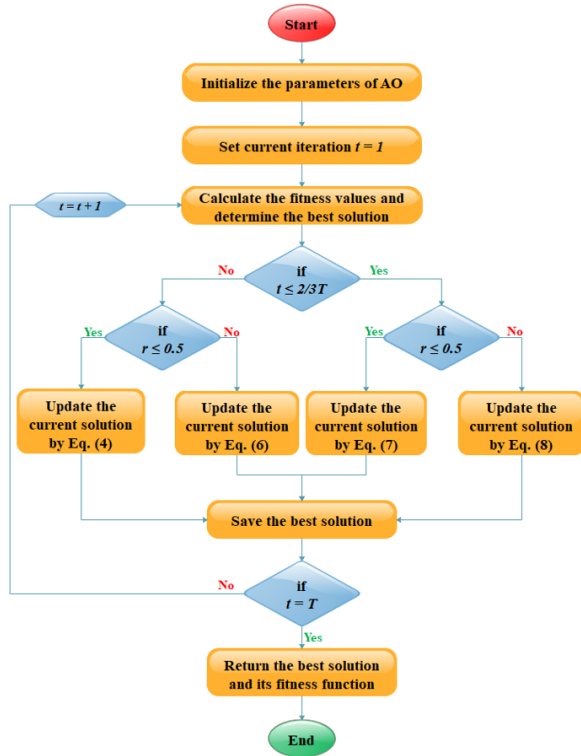 Start
Initialize the parameters of AO
Set current iteration t = 1
t = t + 1
Calculate the fitness values and
determine the best solution
No
if
t ≤ 2/3T
Yes
Yes
if
r ≤ 0.5
No
Yes
if
r ≤ 0.5
No
Update the
current solution
by Eq. (4)
Update the
current solution
by Eq. (6)
Update the
current solution
by Eq. (7)
Update the
current solution
by Eq. (8)
Save the best solution
No
if
t = T
Yes
Return the best solution
and its fitness function
End